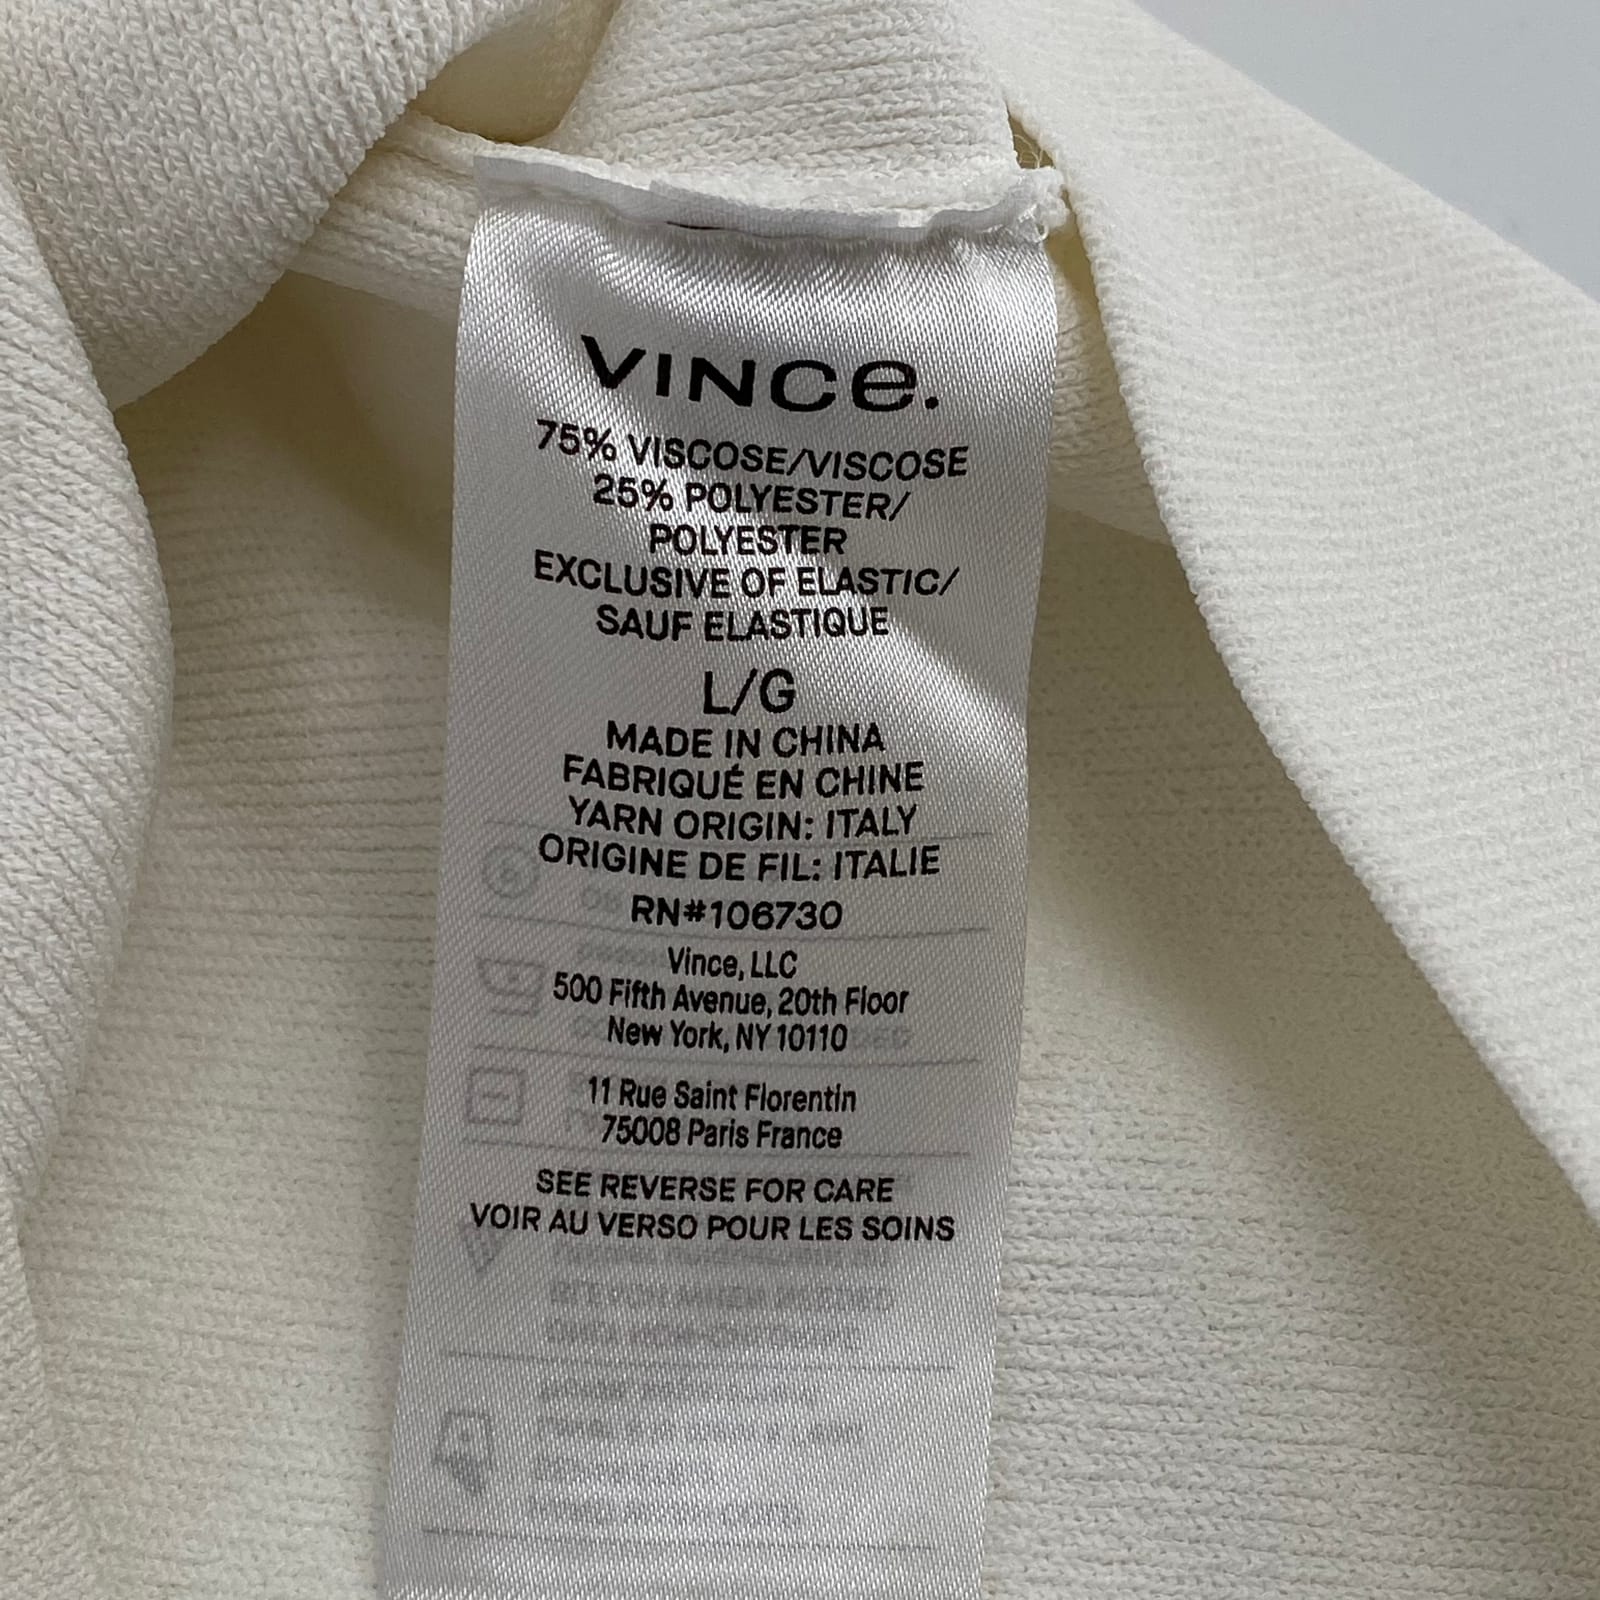 VINCe.
75% VISCOSE/VISCOSE
25% POLYESTER/
POLYESTER
EXCLUSIVE OF ELASTIC/
SAUF ELASTIQUE
L/G
MADE IN CHINA
FABRIQUÉ EN CHINE
YARN ORIGIN: ITALY
ORIGINE DE FIL: ITALIE
RN#106730
Vince, LLC
500 Fifth Avenue, 20th Floor
New York, NY 10110
11 Rue Saint Florentin
75008 Paris France
SEE REVERSE FOR CARE
VOIR AU VERSO POUR LES SOINS